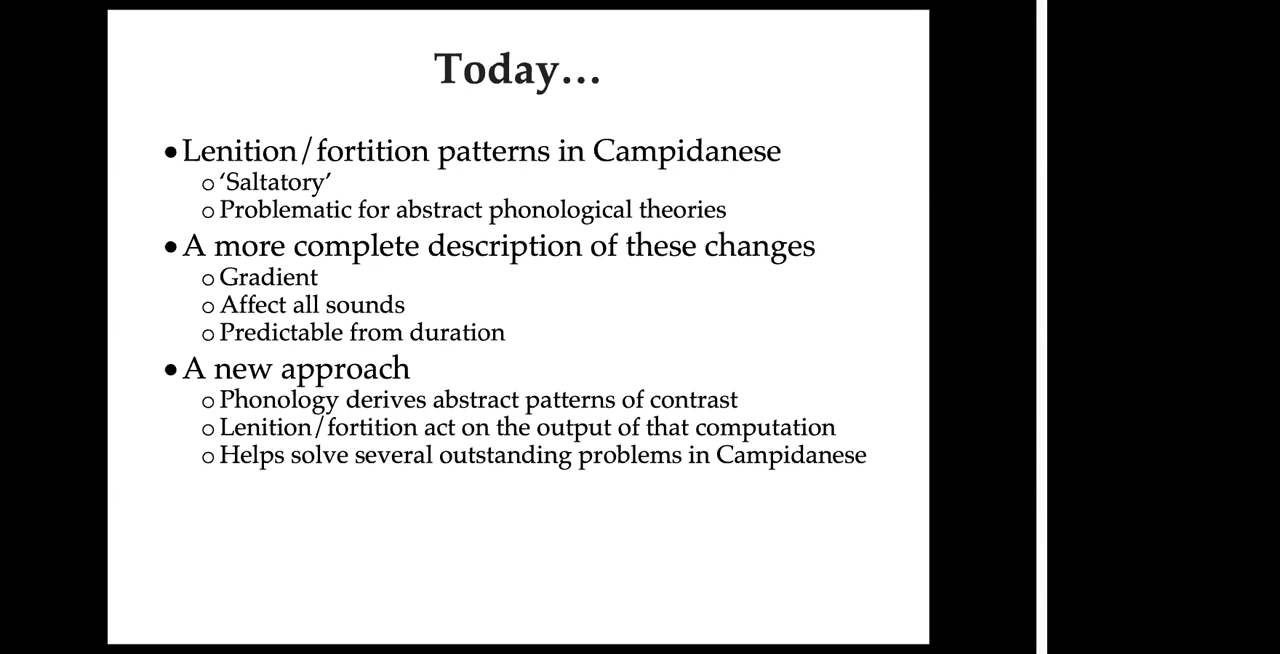 Today…
•Lenition/fortition patterns in Campidanese
o ‘Saltatory’
o Problematic for abstract phonological theories
•A more complete description of these changes
o Gradient
o Affect all sounds
o Predictable from duration
•A new approach
o Phonology derives abstract patterns of contrast
o Lenition/fortition act on the output of that computation
o Helps solve several outstanding problems in Campidanese